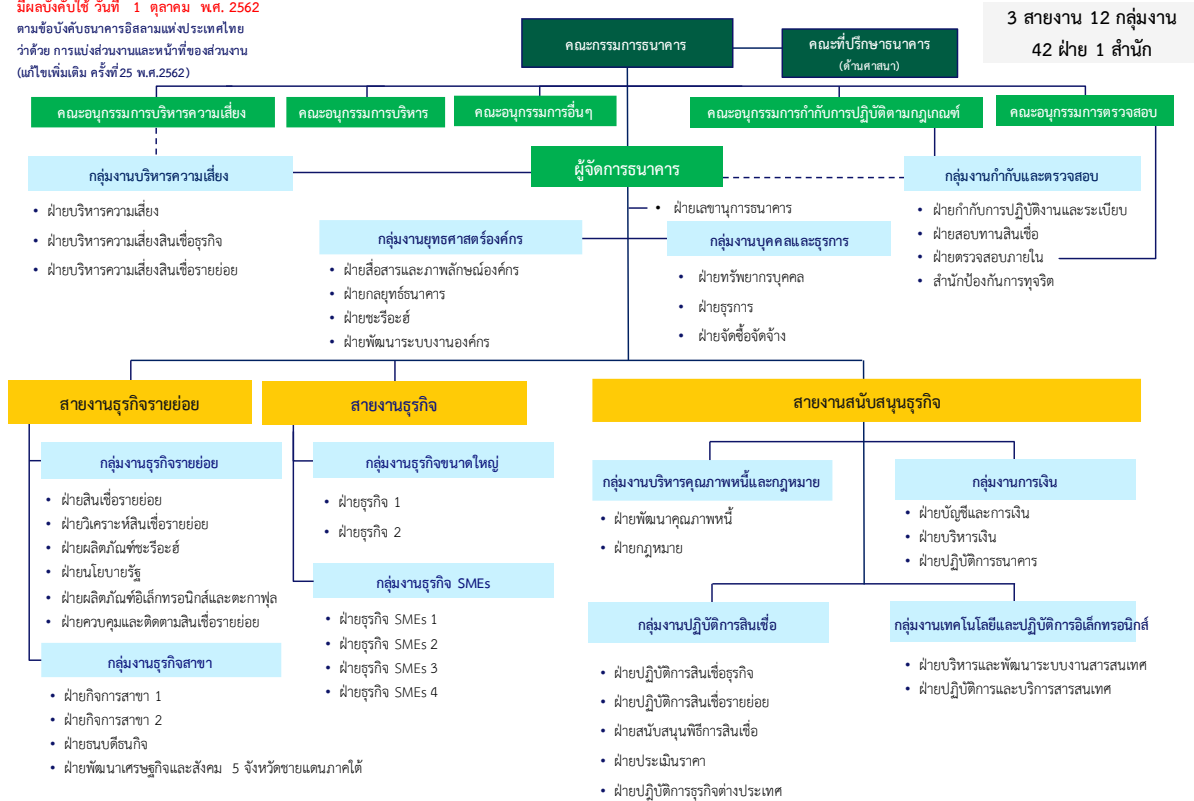 มีผลบังคับใช้ วันที่ 1 ตุลาคม พ.ศ. 2562
ตามข้อบังคับธนาคารอิสลามแห่งประเทศไทย
ว่าด้วย การแบ่งส่วนงานและหน้าที่ของส่วนงาน
(แก้ไขเพิ่มเติม ครั้งที่25 พ.ศ.2562)
3 สายงาน 12 กลุ่มงาน
42 ฝ่าย 1 สำนัก
คณะกรรมการธนาคาร
คณะที่ปรึกษาธนาคาร
(ด้านศาสนา)
คณะอนุกรรมการบริหารความเสี่ยง
คณะอนุกรรมการบริหาร
คณะอนุกรรมการอื่นๆ
คณะอนุกรรมการกำกับการปฏิบัติตามกฎเกณฑ์
คณะอนุกรรมการตรวจสอบ
ผู้จัดการธนาคาร
กลุ่มงานบริหารความเสี่ยง
• ฝ่ายบริหารความเสี่ยง
• ฝ่ายบริหารความเสี่ยงสินเชื่อธุรกิจ
• ฝ่ายบริหารความเสี่ยงสินเชื่อรายย่อย
กลุ่มงานกำกับและตรวจสอบ
• ฝ่ายกำกับการปฏิบัติงานและระเบียบ
• ฝ่ายสอบทานสินเชื่อ
• ฝ่ายตรวจสอบภายใน
• สำนักป้องกันการทุจริต
• ฝ่ายเลขานุการธนาคาร
กลุ่มงานยุทธศาสตร์องค์กร
• ฝ่ายสื่อสารและภาพลักษณ์องค์กร
• ฝ่ายกลยุทธ์ธนาคาร
• ฝ่ายชะรีอะฮ์
• ฝ่ายพัฒนาระบบงานองค์กร
กลุ่มงานบุคคลและธุรการ
• ฝ่ายทรัพยากรบุคคล
• ฝ่ายธุรการ
• ฝ่ายจัดซื้อจัดจ้าง
สายงานธุรกิจรายย่อย
กลุ่มงานธุรกิจรายย่อย
• ฝ่ายสินเชื่อรายย่อย
• ฝ่ายวิเคราะห์สินเชื่อรายย่อย
• ฝ่ายผลิตภัณฑ์ชะรีอะฮ์
• ฝ่ายนโยบายรัฐ
• ฝ่ายผลิตภัณฑ์อิเล็กทรอนิกส์และตะกาฟุล
• ฝ่ายควบคุมและติดตามสินเชื่อรายย่อย
กลุ่มงานธุรกิจสาขา
• ฝ่ายกิจการสาขา 1
• ฝ่ายกิจการสาขา 2
• ฝ่ายธนบดีธนกิจ
• ฝ่ายพัฒนาเศรษฐกิจและสังคม 5 จังหวัดชายแดนภาคใต้
สายงานธุรกิจ
กลุ่มงานธุรกิจขนาดใหญ่
• ฝ่ายธุรกิจ 1
• ฝ่ายธุรกิจ 2
กลุ่มงานธุรกิจ SMEs
• ฝ่ายธุรกิจ SMEs 1
• ฝ่ายธุรกิจ SMEs 2
• ฝ่ายธุรกิจ SMEs 3
• ฝ่ายธุรกิจ SMEs 4
สายงานสนับสนุนธุรกิจ
กลุ่มงานบริหารคุณภาพหนี้และกฎหมาย
• ฝ่ายพัฒนาคุณภาพหนี้
• ฝ่ายกฎหมาย
กลุ่มงานการเงิน
• ฝ่ายบัญชีและการเงิน
• ฝ่ายบริหารเงิน
• ฝ่ายปฏิบัติการธนาคาร
กลุ่มงานปฏิบัติการสินเชื่อ
• ฝ่ายปฏิบัติการสินเชื่อธุรกิจ
• ฝ่ายปฏิบัติการสินเชื่อรายย่อย
• ฝ่ายสนับสนุนพิธีการสินเชื่อ
• ฝ่ายประเมินราคา
• ฝ่ายปฏิบัติการธุรกิจต่างประเทศ
กลุ่มงานเทคโนโลยีและปฏิบัติการอิเล็กทรอนิกส์
• ฝ่ายบริหารและพัฒนาระบบงานสารสนเทศ
• ฝ่ายปฏิบัติการและบริการสารสนเทศ